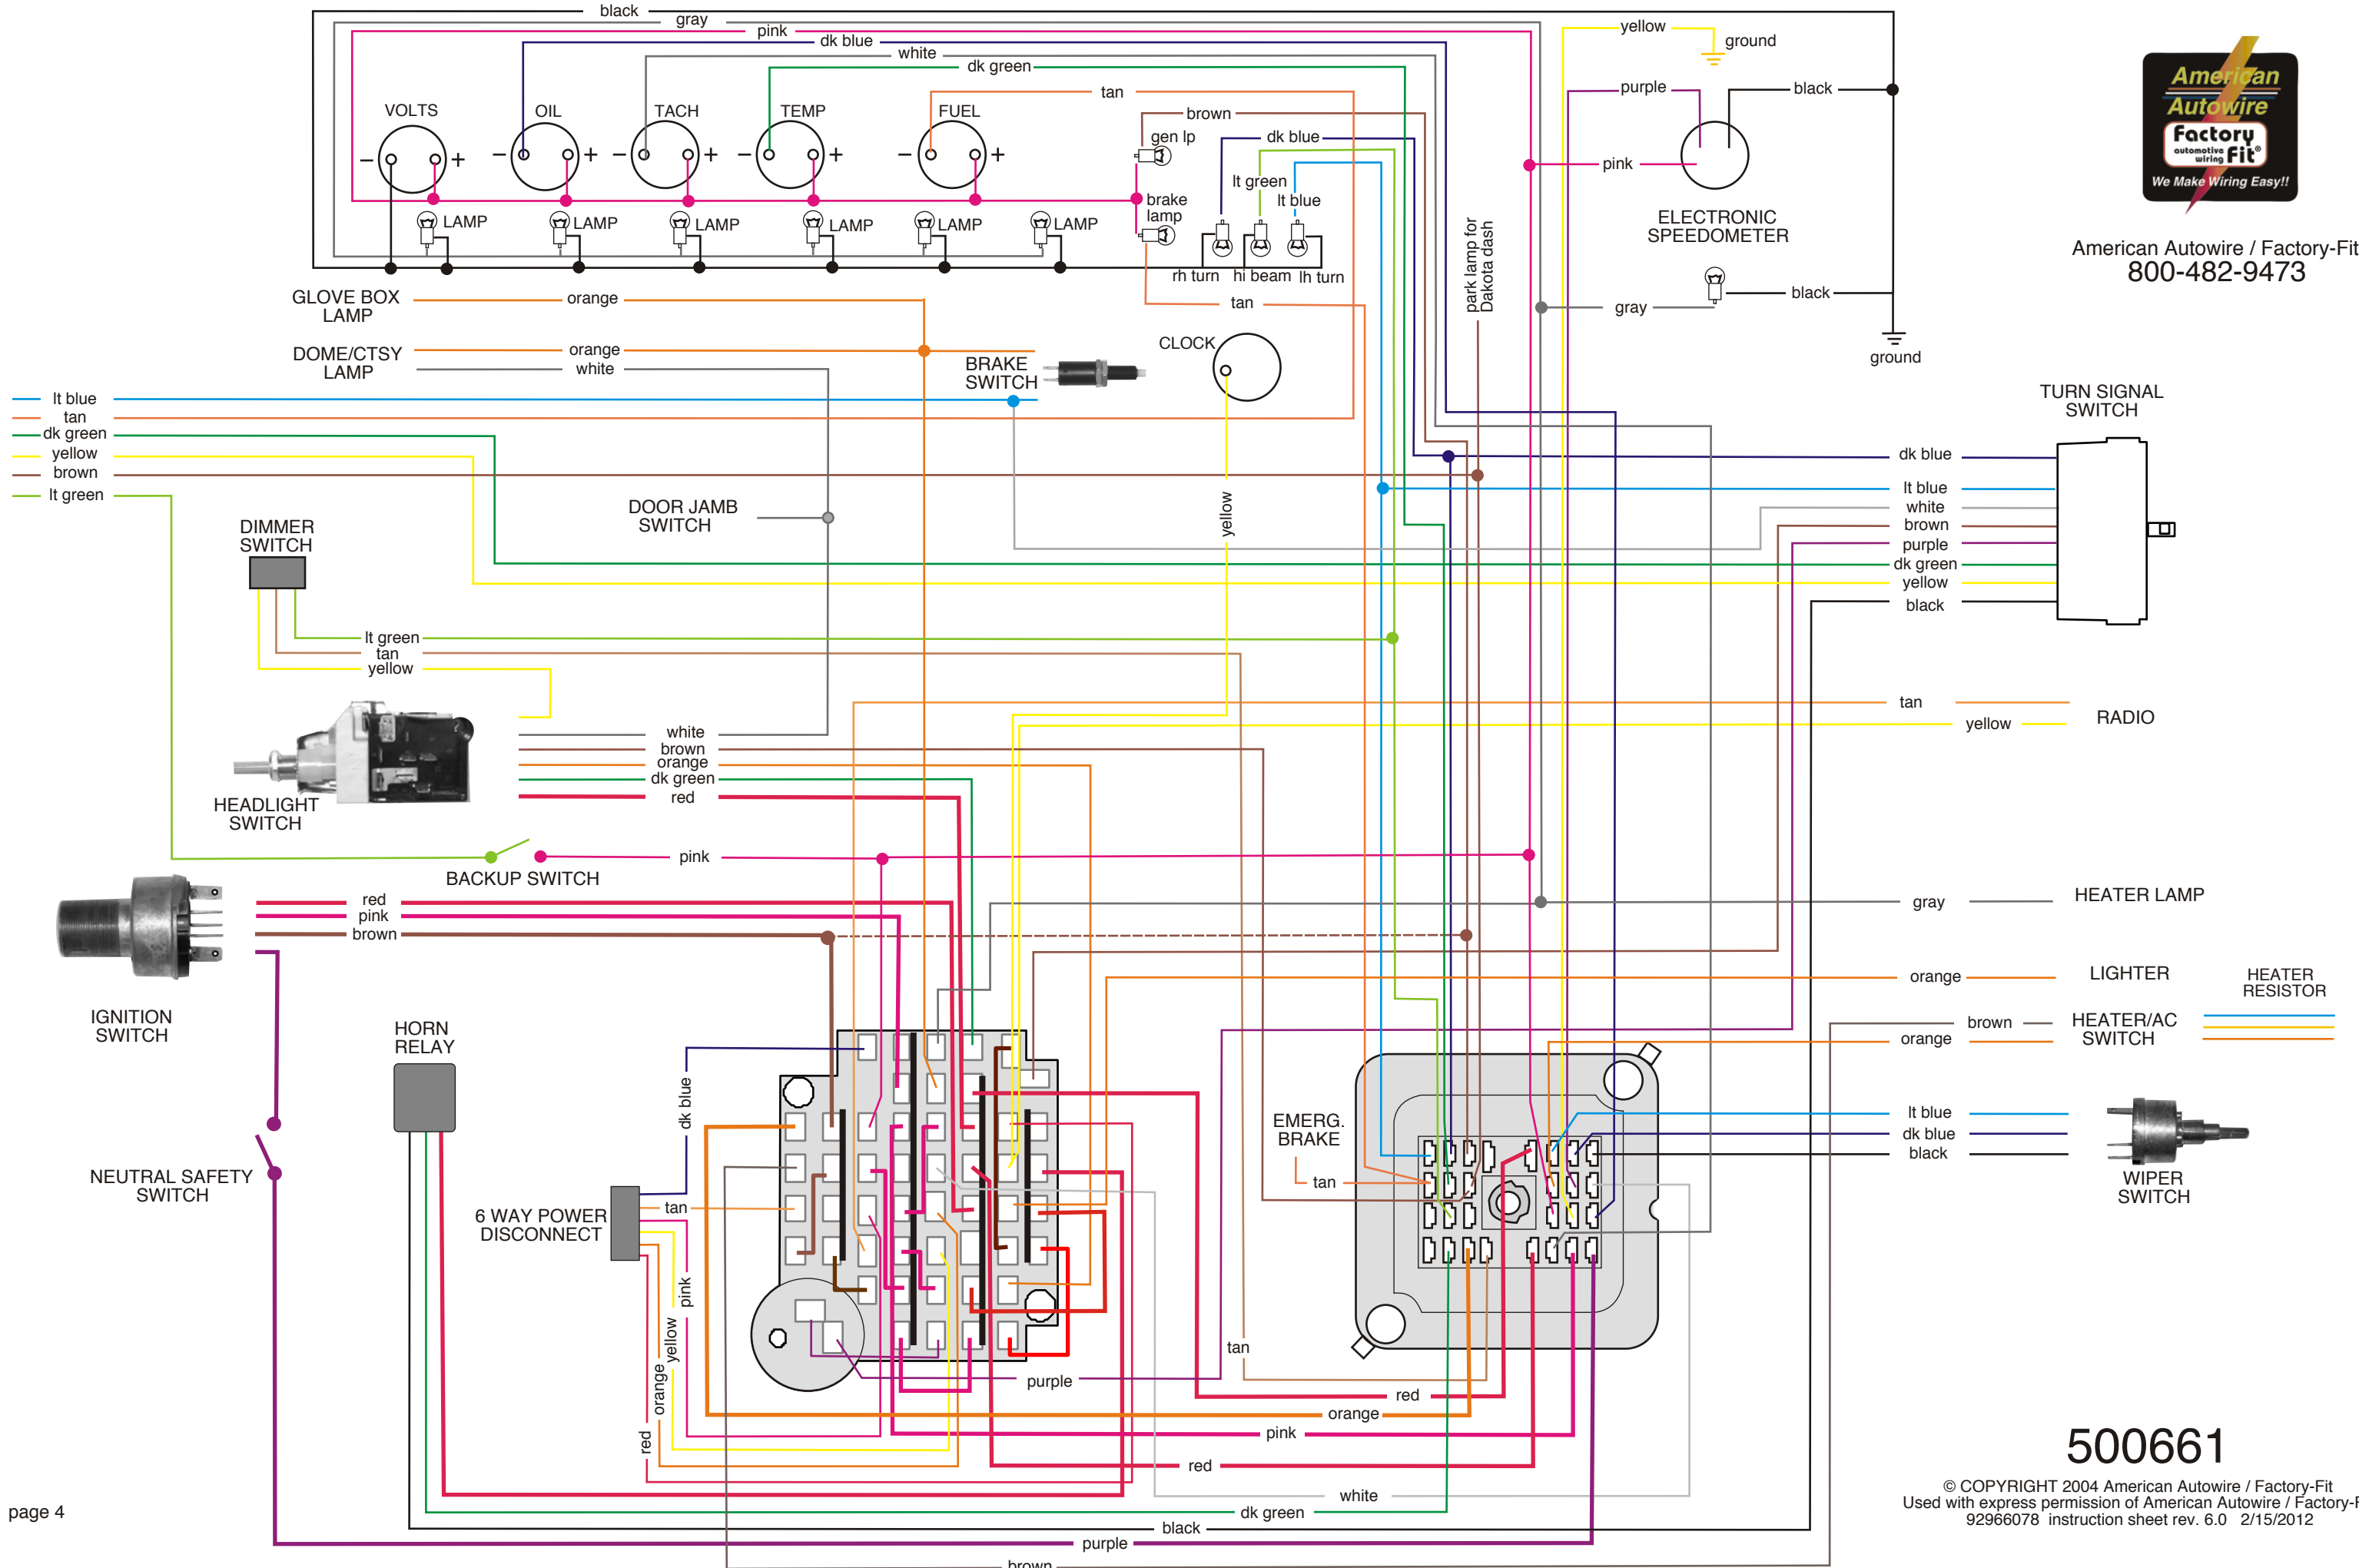 black
gray
pink
dk blue
white
dk green
tan
brown
dk blue
lt green
lt blue
yellow
ground
purple
black
pink
VOLTS
OIL
TACH
TEMP
FUEL
gen lp
brake
lamp
- +
- +
- +
- +
- +
LAMP
LAMP
LAMP
LAMP
LAMP
LAMP
rh turn
hi beam
lh turn
tan
park lamp for
Dakota dash
ELECTRONIC
SPEEDOMETER
gray
black
ground
American
Autowire
Factory
automotive
wiring
Fit®
We Make Wiring Easy!!
American Autowire / Factory-Fit
800-482-9473
GLOVE BOX
LAMP
orange
DOME/CTSY
LAMP
orange
white
BRAKE
SWITCH
CLOCK
yellow
lt blue
tan
dk green
yellow
brown
lt green
DOOR JAMB
SWITCH
DIMMER
SWITCH
lt green
tan
yellow
TURN SIGNAL
SWITCH
dk blue
lt blue
white
brown
purple
dk green
yellow
black
tan
yellow
RADIO
HEADLIGHT
SWITCH
white
brown
orange
dk green
red
pink
BACKUP SWITCH
red
pink
brown
IGNITION
SWITCH
gray
HEATER LAMP
orange
LIGHTER
HEATER
RESISTOR
brown
orange
HEATER/AC
SWITCH
lt blue
dk blue
black
WIPER
SWITCH
HORN
RELAY
NEUTRAL SAFETY
SWITCH
6 WAY POWER
DISCONNECT
dk blue
tan
pink
yellow
orange
red
EMERG.
BRAKE
tan
tan
purple
red
orange
pink
red
white
dk green
black
purple
brown
500661
© COPYRIGHT 2004 American Autowire / Factory-Fit
Used with express permission of American Autowire / Factory-F
92966078 instruction sheet rev. 6.0 2/15/2012
page 4